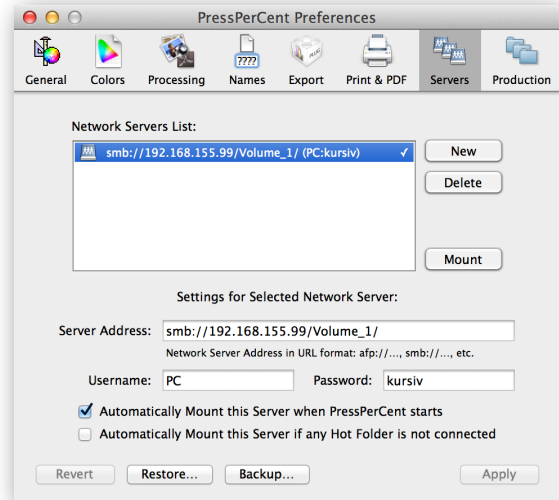 PressPerCent Preferences
PLUG
????
General Colors Processing Names Export Print & PDF Servers Production
Network Servers List:
smb://192.168.155.99/Volume_1/ (PC:kursiv) ✓
New
Delete
Mount
Settings for Selected Network Server:
Server Address: smb://192.168.155.99/Volume_1/
Network Server Address in URL format: afp://..., smb://..., etc.
Username: PC Password: kursiv
Automatically Mount this Server when PressPerCent starts
Automatically Mount this Server if any Hot Folder is not connected
Revert Restore... Backup... Apply